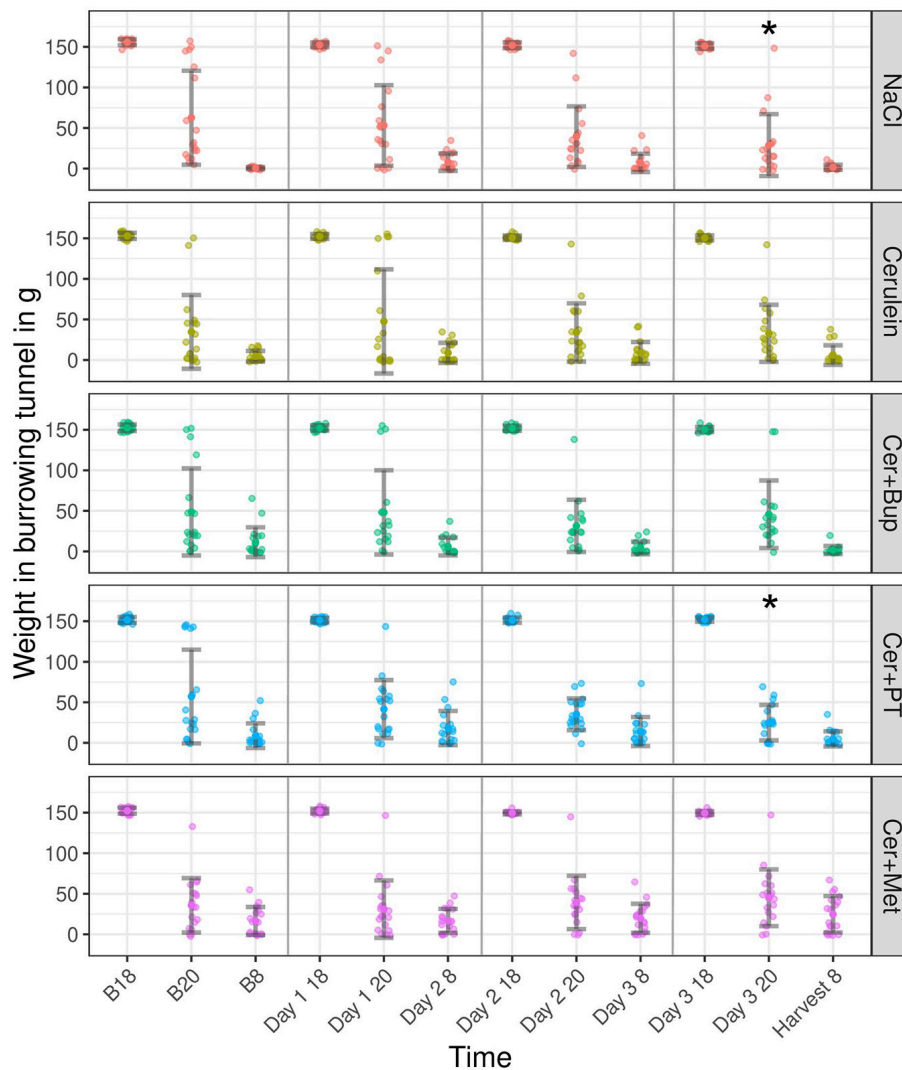 Weight in burrowing tunnel in g
150
100
50
0
*
NaCl
150
100
50
0
Cerulein
150
100
50
0
Cer+Bup
150
100
50
0
*
Cer+PT
150
100
50
0
Cer+Met
B18
B20
B8
Day 1 18
Day 1 20
Day 2 8
Day 2 18
Day 2 20
Day 3 8
Day 3 18
Day 3 20
Harvest 8
Time